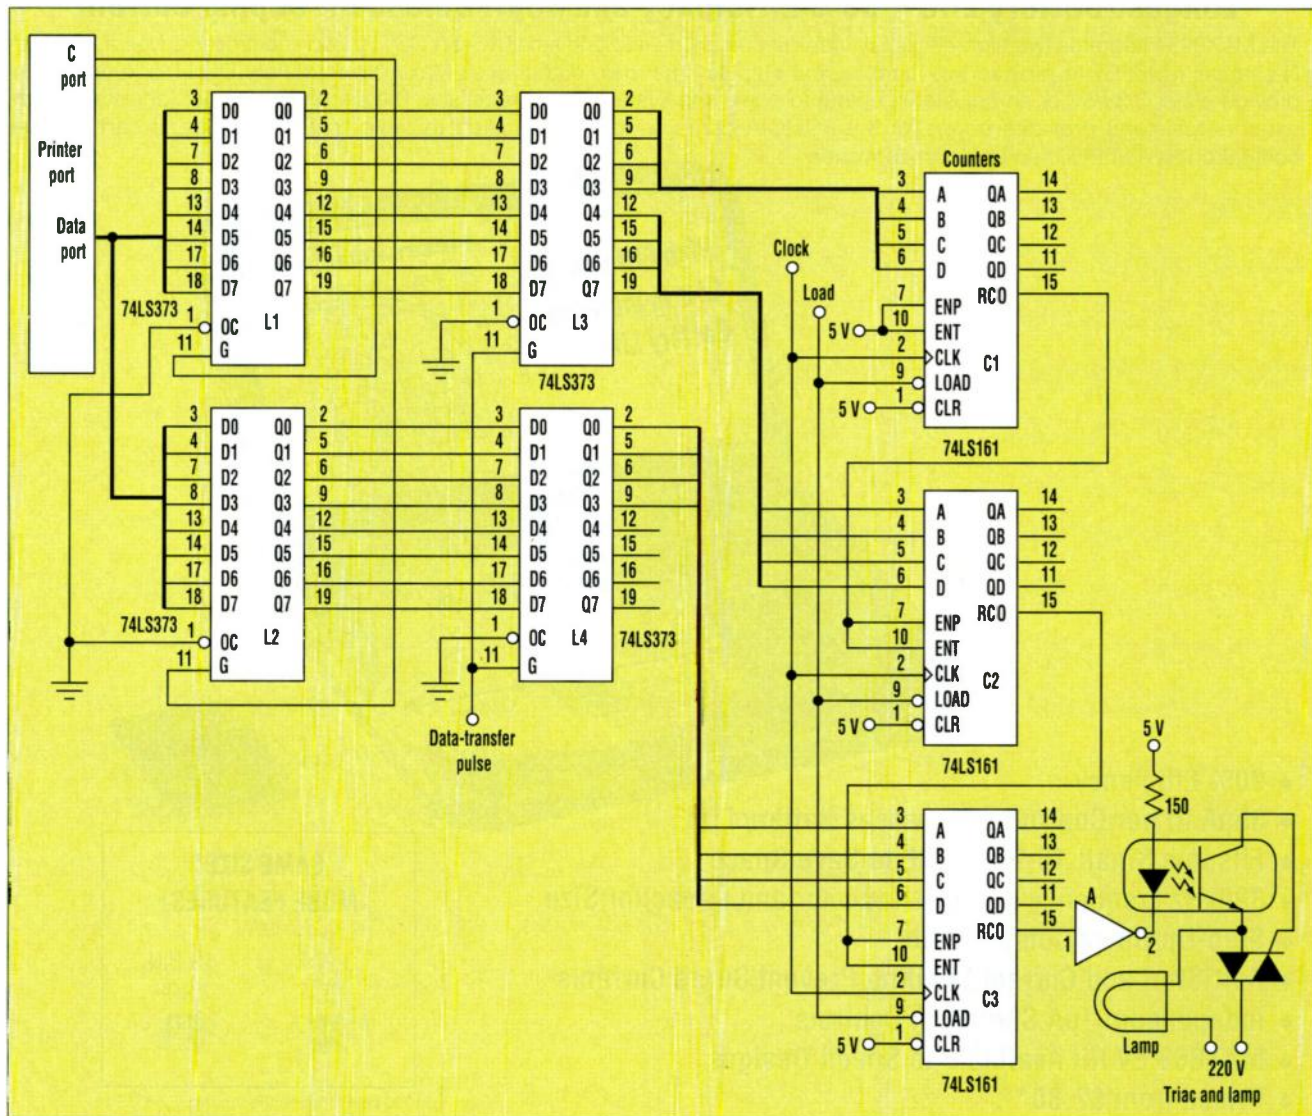 C
port
Printer
port
Data
port
3 D0 Q0 2
4 D1 Q1 5
7 D2 Q2 6
8 D3 Q3 9
13 D4 Q4 12
14 D5 Q5 15
17 D6 Q6 16
18 D7 Q7 19
74LS373
1 OC L1
11 G
3 D0 Q0 2
4 D1 Q1 5
7 D2 Q2 6
8 D3 Q3 9
13 D4 Q4 12
14 D5 Q5 15
17 D6 Q6 16
18 D7 Q7 19
1 OC L3
11 G
74LS373
3 D0 Q0 2
4 D1 Q1 5
7 D2 Q2 6
8 D3 Q3 9
13 D4 Q4 12
14 D5 Q5 15
17 D6 Q6 16
18 D7 Q7 19
74LS373
1 OC L2
11 G
3 D0 Q0 2
4 D1 Q1 5
7 D2 Q2 6
8 D3 Q3 9
13 D4 Q4 12
14 D5 Q5 15
17 D6 Q6 16
18 D7 Q7 19
1 OC L4 74LS373
11 G
Data-transfer
pulse
Clock
Load
Counters
3 A QA 14
4 B QB 13
5 C QC 12
6 D QD 11
RCO 15
7 ENP
5 V 10 ENT
2 CLK C1
9 LOAD
5 V 1 CLR
74LS161
3 A QA 14
4 B QB 13
5 C QC 12
6 D QD 11
RCO 15
7 ENP
10 ENT
2 CLK C2
9 LOAD
5 V 1 CLR
74LS161
3 A QA 14
4 B QB 13
5 C QC 12
6 D QD 11
RCO 15
7 ENP
10 ENT
2 CLK C3
9 LOAD
5 V 1 CLR
74LS161
5 V
150
A
1 2
Lamp
220 V
Triac and lamp